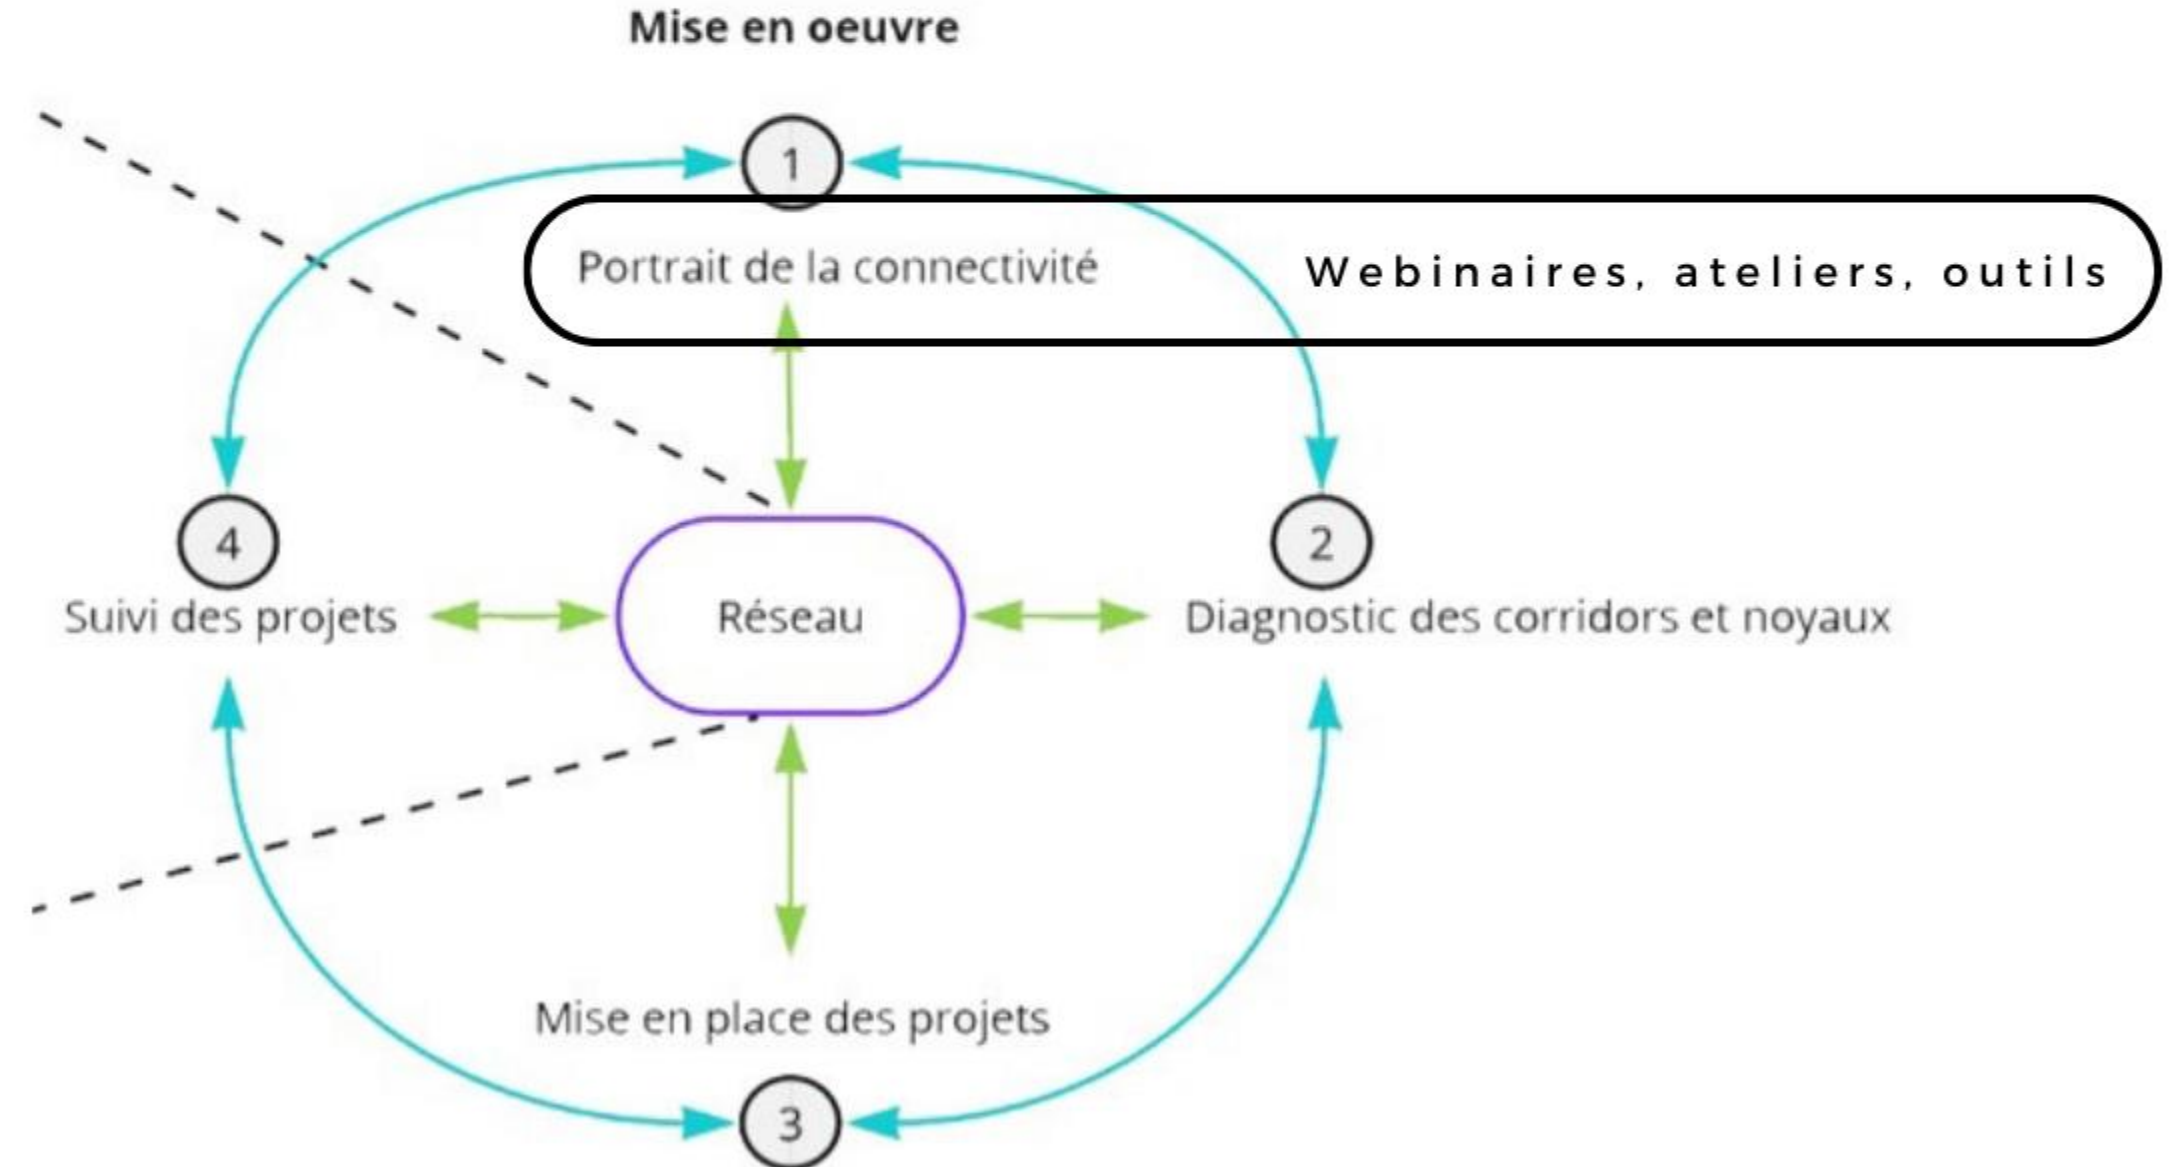 Mise en oeuvre
1
Portrait de la connectivité
Webinaires, ateliers, outils
4
2
Suivi des projets
Réseau
Diagnostic des corridors et noyaux
Mise en place des projets
3